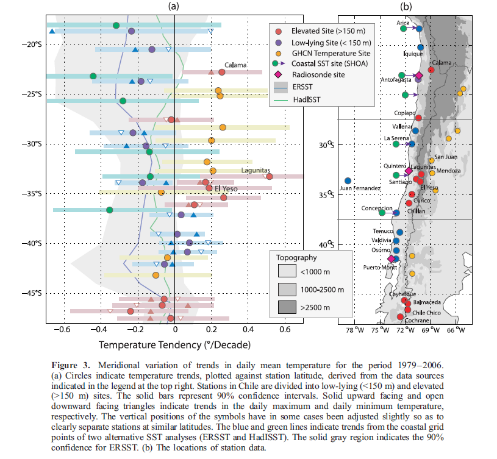 (a)
(b)
−20°S
−25°S
−30°S
−35°S
−40°S
−45°S
Calama
Lagunitas
El Yeso
Elevated Site (>150 m)
Low-lying Site (< 150 m)
GHCN Temperature Site
Coastal SST site (SHOA)
Radiosonde site
ERSST
HadISST
−0.6
−0.4
−0.2
0
0.2
0.4
0.6
Temperature Tendency (°/Decade)
Topography
<1000 m
1000-2500 m
>2500 m
Arica
Iquique
Calama
Antofagasta
Copiapo
Vallenar
La Serena
San Juan
Quintero
Lagunitas
Mendoza
Santiago
El Yeso
Juan Fernandez
Curico
Concepcion
Chillan
Temuco
Valdivia
Osorno
Puerto Montt
Coyhaique
Balmaceda
Chile Chico
Cochrane
30°S
35°S
40°S
45°S
78°W
75°W
72°W
69°W
66°W
Figure 3. Meridional variation of trends in daily mean temperature for the period 1979–2006.
(a) Circles indicate temperature trends, plotted against station latitude, derived from the data sources
indicated in the legend at the top right. Stations in Chile are divided into low-lying (<150 m) and elevated
(>150 m) sites. The solid bars represent 90% confidence intervals. Solid upward facing and open
downward facing triangles indicate trends in the daily maximum and daily minimum temperature,
respectively. The vertical positions of the symbols have in some cases been adjusted slightly so as to
clearly separate stations at similar latitudes. The blue and green lines indicate trends from the coastal grid
points of two alternative SST analyses (ERSST and HadISST). The solid gray region indicates the 90%
confidence for ERSST. (b) The locations of station data.